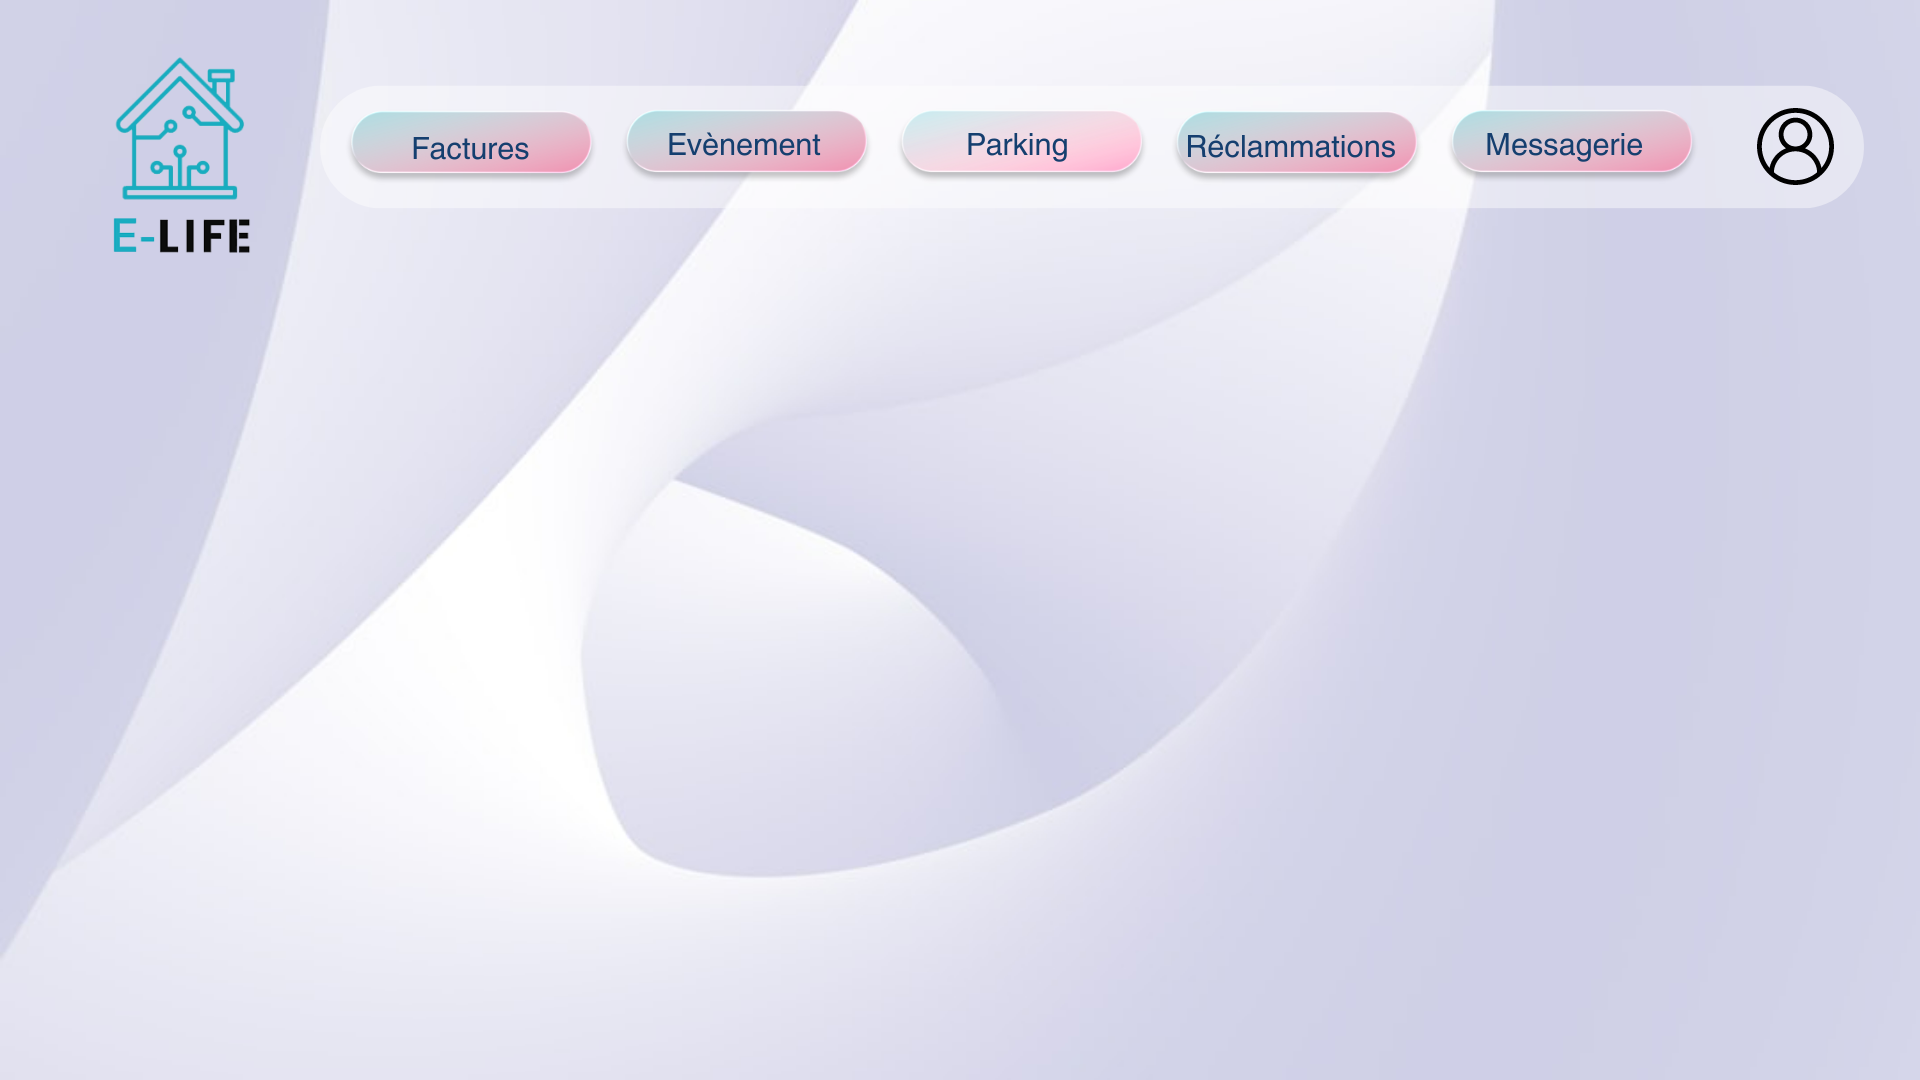 E-LIFE
Factures
Evènement
Parking
Réclammations
Messagerie